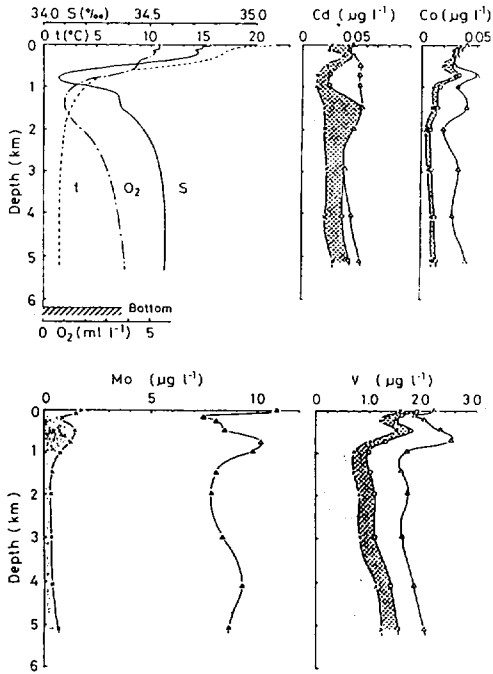 34.0 S (‰) 34.5 35.0
0 t (°C) 5 10 15 20
Cd (µg l⁻¹)
0 0.05
Co (µg l⁻¹)
0 0.05
0
1
2
3
4
5
6
Depth (km)
t O₂ S
Bottom
0 O₂ (ml l⁻¹) 5
Mo (µg l⁻¹)
0 5 10
V (µg l⁻¹)
1.0 2.0 3.0
0
1
2
3
4
5
6
Depth (km)